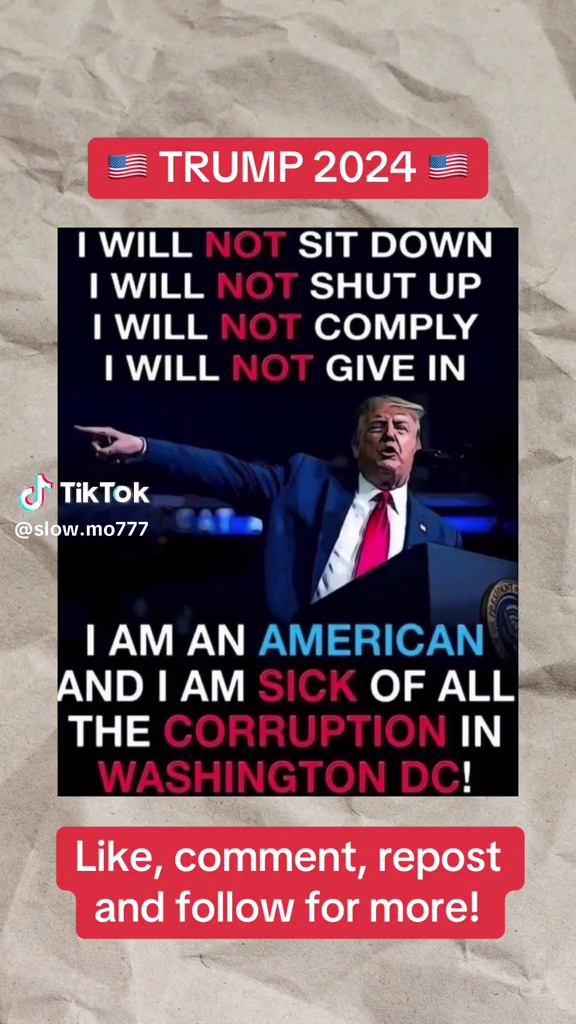 🇺🇸 TRUMP 2024 🇺🇸
I WILL NOT SIT DOWN
I WILL NOT SHUT UP
I WILL NOT COMPLY
I WILL NOT GIVE IN
TikTok
@slow.mo777
I AM AN AMERICAN
AND I AM SICK OF ALL
THE CORRUPTION IN
WASHINGTON DC!
Like, comment, repost
and follow for more!